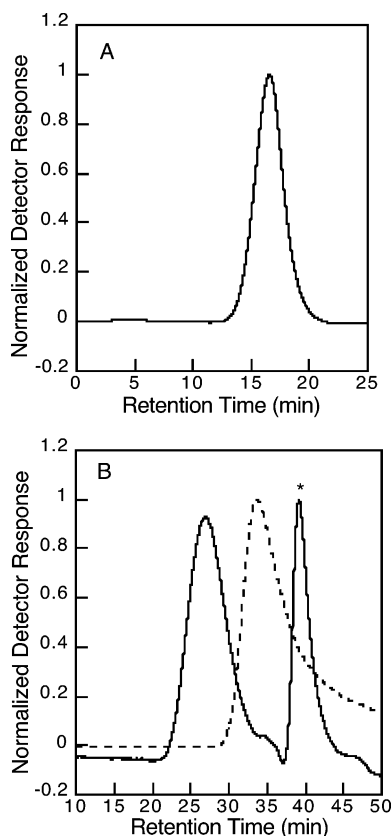 A
Normalized Detector Response
1.2
1
0.8
0.6
0.4
0.2
0
-0.2
0 5 10 15 20 25
Retention Time (min)
B
*
Normalized Detector Response
1.2
1
0.8
0.6
0.4
0.2
0
-0.2
10 15 20 25 30 35 40 45 50
Retention Time (min)